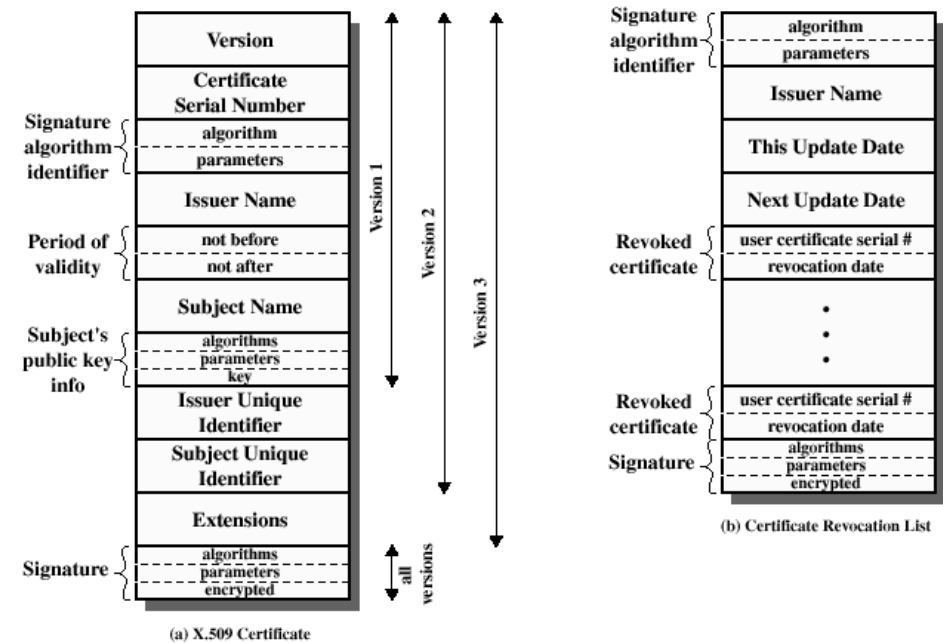 Version
Certificate
Serial Number
Signature
algorithm
identifier
algorithm
parameters
Issuer Name
Period of
validity
not before
not after
Subject Name
Subject's
public key
info
algorithms
parameters
key
Issuer Unique
Identifier
Subject Unique
Identifier
Extensions
Signature
algorithms
parameters
encrypted
Version 1
Version 2
Version 3
all
versions
(a) X.509 Certificate
Signature
algorithm
identifier
algorithm
parameters
Issuer Name
This Update Date
Next Update Date
Revoked
certificate
user certificate serial #
revocation date
Revoked
certificate
user certificate serial #
revocation date
Signature
algorithms
parameters
encrypted
(b) Certificate Revocation List